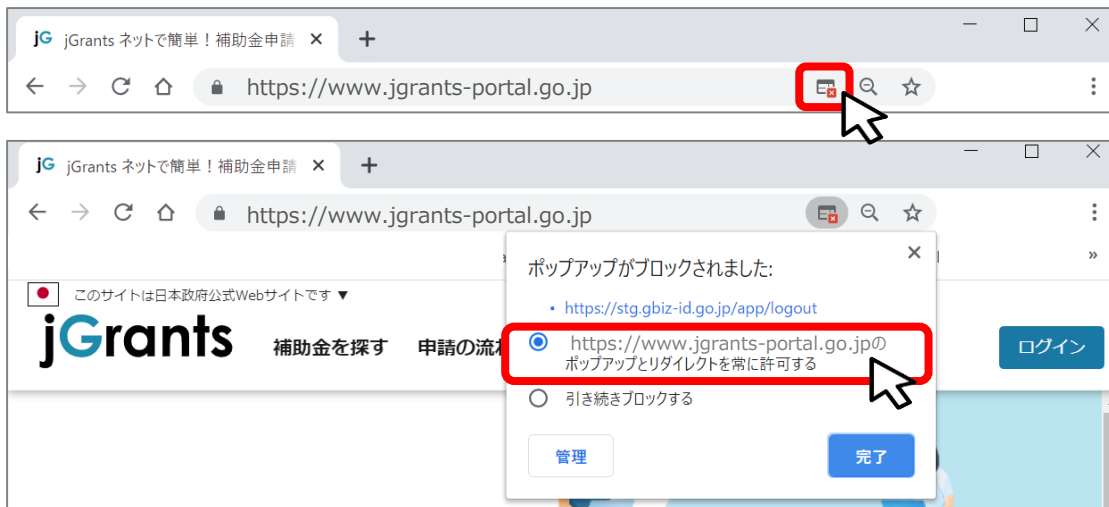 jG jGrants ネットで簡単！補助金申請
https://www.jgrants-portal.go.jp
jG jGrants ネットで簡単！補助金申請
https://www.jgrants-portal.go.jp
このサイトは日本政府公式Webサイトです ▼
jGrants
補助金を探す 申請の流れ
ログイン
ポップアップがブロックされました:
• https://stg.gbiz-id.go.jp/app/logout
https://www.jgrants-portal.go.jpの
ポップアップとリダイレクトを常に許可する
引き続きブロックする
管理 完了